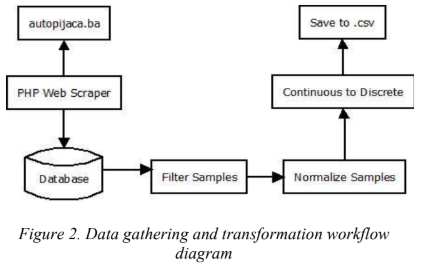 autopijaca.ba
Save to .csv
PHP Web Scraper
Continuous to Discrete
Database
Filter Samples
Normalize Samples
Figure 2. Data gathering and transformation workflow
diagram